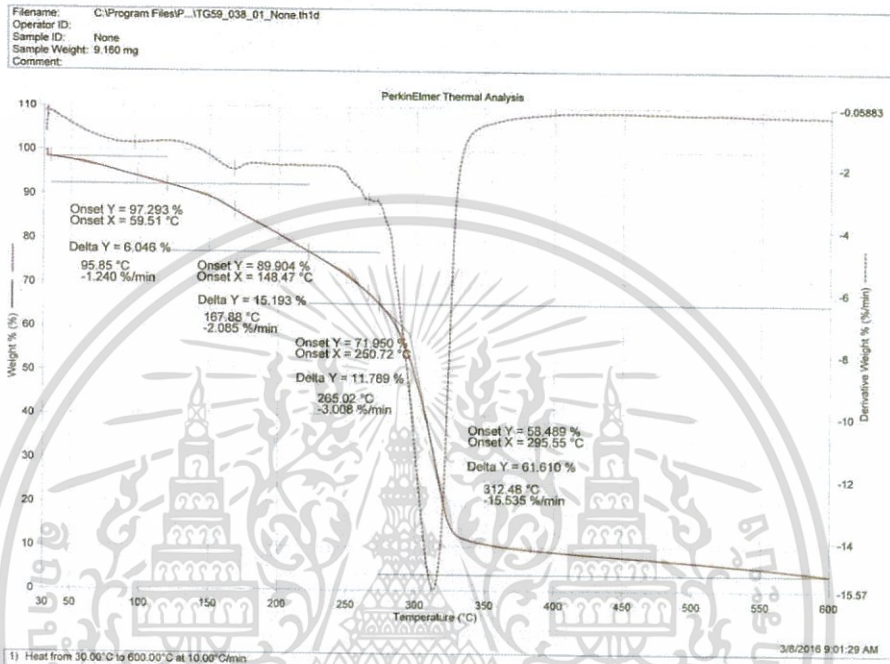 Filename: C:\Program Files\P...\TG59_038_01_None.th1d
Operator ID:
Sample ID: None
Sample Weight: 9.160 mg
Comment:
PerkinElmer Thermal Analysis
110
100
90
80
70
60
50
40
30
20
10
0
Weight % (%)
Onset Y = 97.293 %
Onset X = 59.51 °C
Delta Y = 6.046 %
95.85 °C
-1.240 %/min
Onset Y = 89.904 %
Onset X = 148.47 °C
Delta Y = 15.193 %
167.88 °C
-2.085 %/min
Onset Y = 71.950 %
Onset X = 250.72 °C
Delta Y = 11.789 %
265.02 °C
-3.008 %/min
Onset Y = 58.489 %
Onset X = 295.55 °C
Delta Y = 61.610 %
312.48 °C
-15.535 %/min
-0.05883
-2
-4
-6
-8
-10
-12
-14
-15.57
Derivative Weight % (%/min)
30 50 100 150 200 250 300 350 400 450 500 550 600
Temperature (°C)
3/8/2016 9:01:29 AM
1) Heat from 30.00°C to 600.00°C at 10.00°C/min